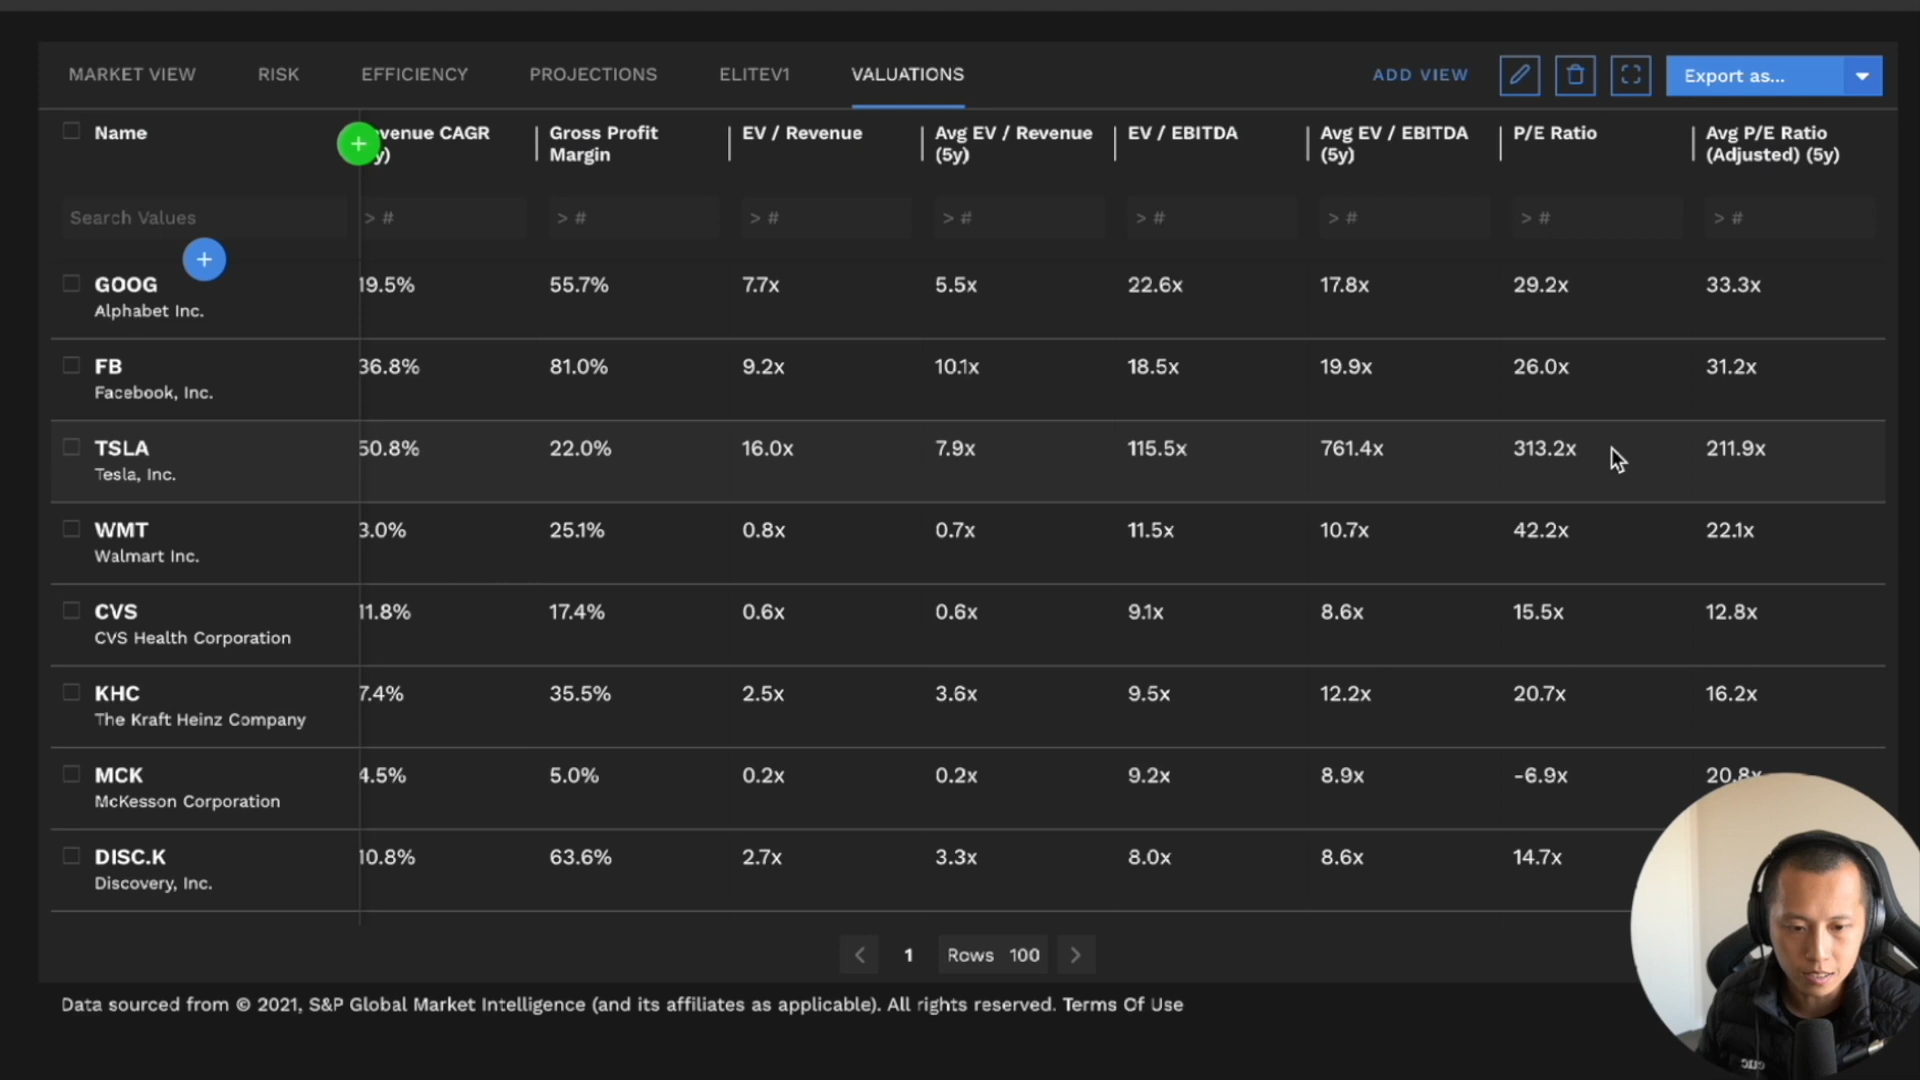 MARKET VIEW RISK EFFICIENCY PROJECTIONS ELITEV1 VALUATIONS ADD VIEW Export as...
Name venue CAGR Gross Profit EV / Revenue Avg EV / Revenue EV / EBITDA Avg EV / EBITDA P/E Ratio Avg P/E Ratio
y) Margin (5y) (5y) (Adjusted) (5y)
Search Values > # > # > # > # > # > # > # > #
GOOG 19.5% 55.7% 7.7x 5.5x 22.6x 17.8x 29.2x 33.3x
Alphabet Inc.
FB 36.8% 81.0% 9.2x 10.1x 18.5x 19.9x 26.0x 31.2x
Facebook, Inc.
TSLA 50.8% 22.0% 16.0x 7.9x 115.5x 761.4x 313.2x 211.9x
Tesla, Inc.
WMT 3.0% 25.1% 0.8x 0.7x 11.5x 10.7x 42.2x 22.1x
Walmart Inc.
CVS 11.8% 17.4% 0.6x 0.6x 9.1x 8.6x 15.5x 12.8x
CVS Health Corporation
KHC 7.4% 35.5% 2.5x 3.6x 9.5x 12.2x 20.7x 16.2x
The Kraft Heinz Company
MCK 4.5% 5.0% 0.2x 0.2x 9.2x 8.9x -6.9x 20.8x
McKesson Corporation
DISC.K 10.8% 63.6% 2.7x 3.3x 8.0x 8.6x 14.7x
Discovery, Inc.
1 Rows 100
Data sourced from © 2021, S&P Global Market Intelligence (and its affiliates as applicable). All rights reserved. Terms Of Use